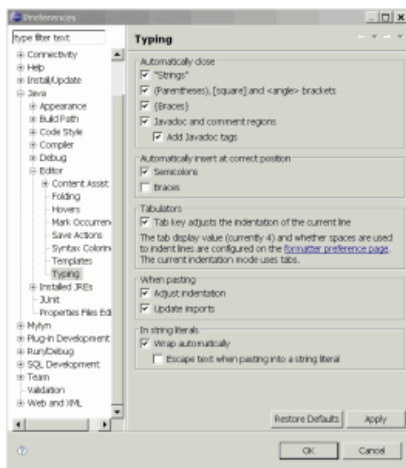 Preferences
type filter text
Connectivity
Help
Install/Update
Java
Appearance
Build Path
Code Style
Compiler
Debug
Editor
Content Assist
Folding
Hovers
Mark Occurren
Save Actions
Syntax Colorin
Templates
Typing
Installed JREs
JUnit
Properties Files Edi
Mylyn
Plug-in Development
Run/Debug
SQL Development
Team
Validation
Web and XML
Typing
Automatically close
"Strings"
(Parentheses), [square] and <angle> brackets
{Braces}
Javadoc and comment regions
Add Javadoc tags
Automatically insert at correct position
Semicolons
Braces
Tabulators
Tab key adjusts the indentation of the current line
The tab display value (currently 4) and whether spaces are used
to indent lines are configured on the formatter preference page.
The current indentation mode uses tabs.
When pasting
Adjust indentation
Update imports
In string literals
Wrap automatically
Escape text when pasting into a string literal
Restore Defaults
Apply
OK
Cancel